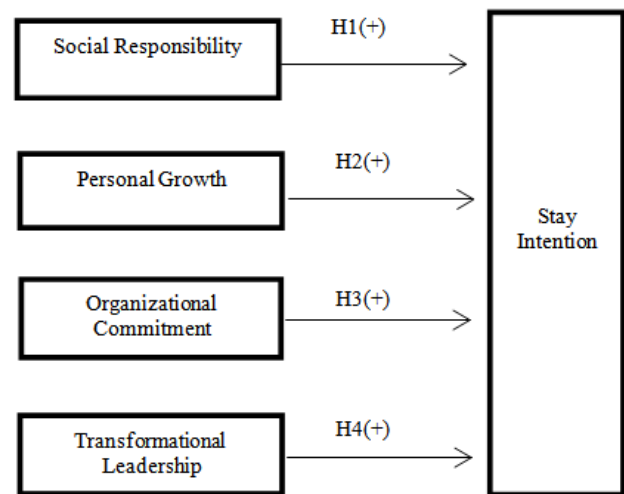 Social Responsibility
H1(+)
Personal Growth
H2(+)
Organizational
Commitment
H3(+)
Transformational
Leadership
H4(+)
Stay
Intention